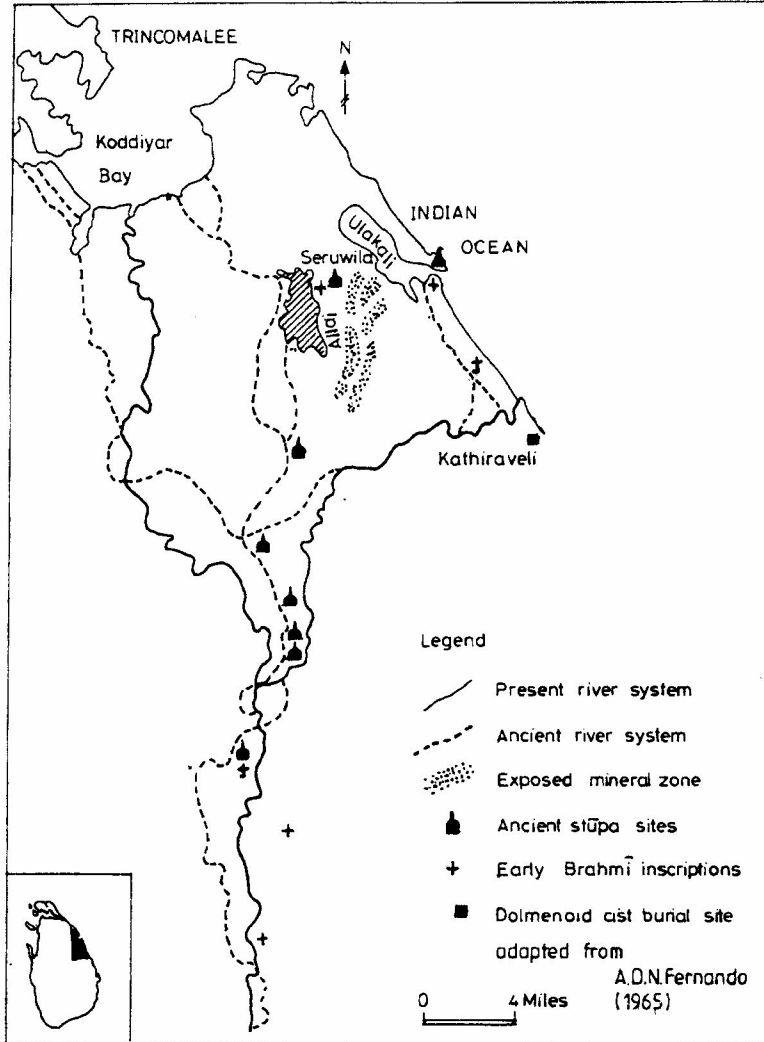 TRINCOMALEE
N
Koddiyar
Bay
INDIAN
OCEAN
Ulakali
Seruwila
Allai
Kathiraveli
Legend
Present river system
Ancient river system
Exposed mineral zone
Ancient stūpa sites
Early Brahmī inscriptions
Dolmenoid cist burial site
adapted from
A.D.N.Fernando
(1965)
0 4 Miles